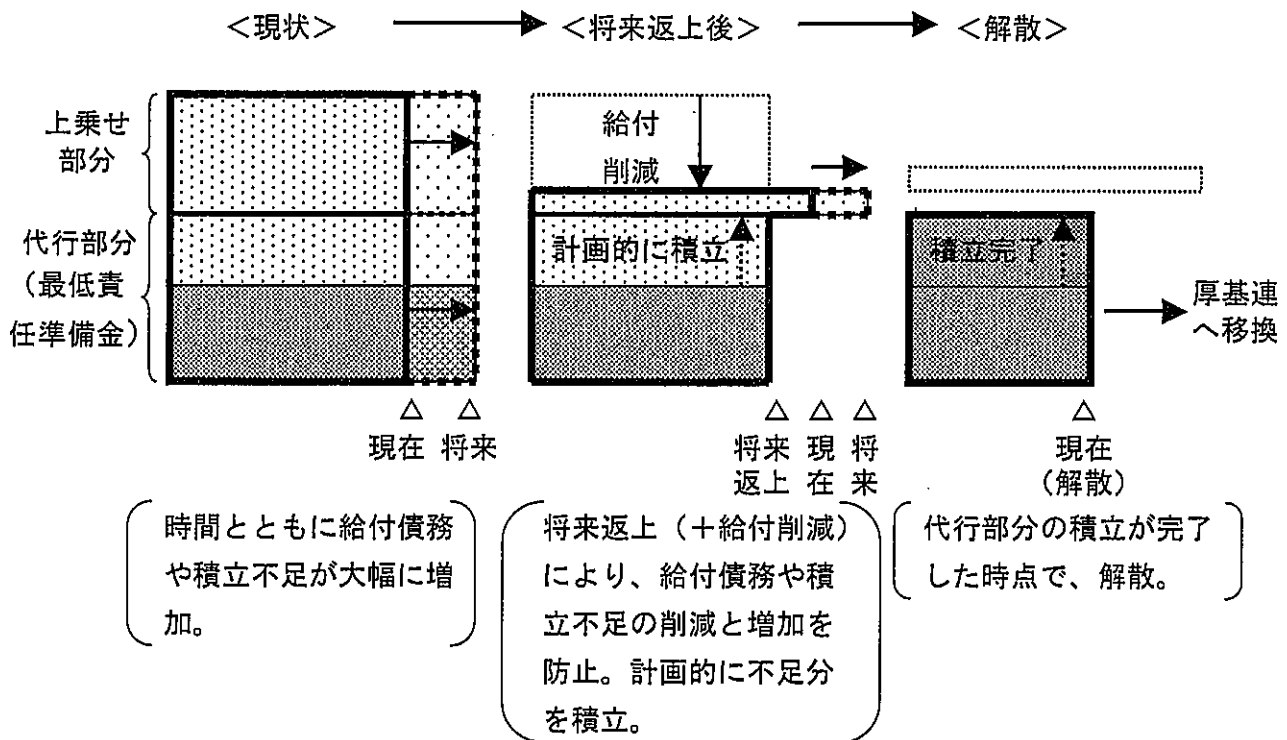 ＜現状＞
＜将来返上後＞
＜解散＞
上乗せ
部分
代行部分
（最低責
任準備金）
給付
削減
計画的に積立
積立完了
厚基連
へ移換
△
現在
△
将来
△
将来
返上
△
現
在
△
将
来
△
現在
（解散）
時間とともに給付債務
や積立不足が大幅に増
加。
将来返上（＋給付削減）
により、給付債務や積
立不足の削減と増加を
防止。計画的に不足分
を積立。
代行部分の積立が完了
した時点で、解散。